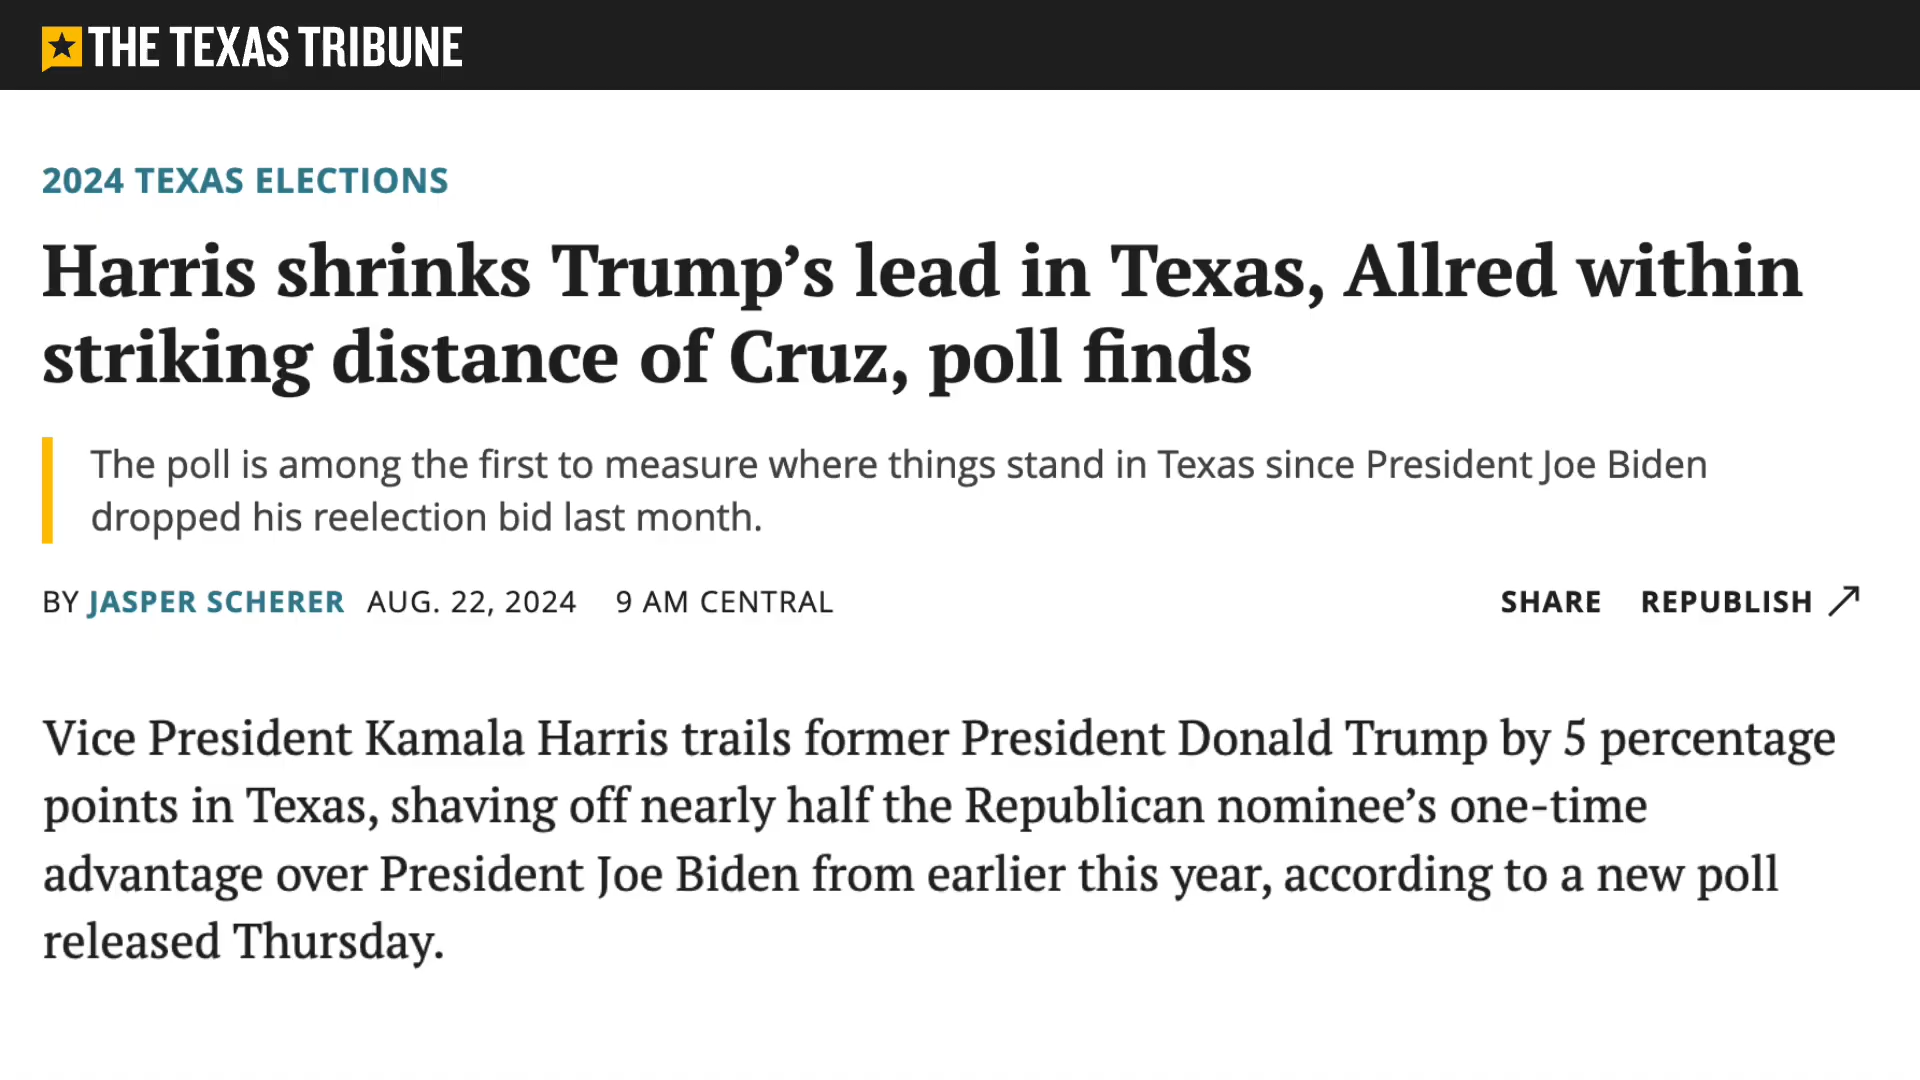 THE TEXAS TRIBUNE
2024 TEXAS ELECTIONS
Harris shrinks Trump’s lead in Texas, Allred within
striking distance of Cruz, poll finds
The poll is among the first to measure where things stand in Texas since President Joe Biden
dropped his reelection bid last month.
BY JASPER SCHERER AUG. 22, 2024 9 AM CENTRAL SHARE REPUBLISH
Vice President Kamala Harris trails former President Donald Trump by 5 percentage
points in Texas, shaving off nearly half the Republican nominee’s one-time
advantage over President Joe Biden from earlier this year, according to a new poll
released Thursday.